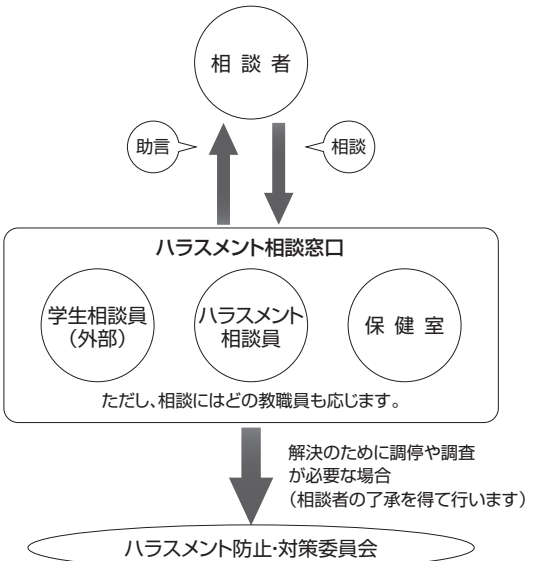 相談者
助言
相談
ハラスメント相談窓口
学生相談員
（外部）
ハラスメント
相談員
保健室
ただし、相談にはどの教職員も応じます。
解決のために調停や調査
が必要な場合
（相談者の了承を得て行います）
ハラスメント防止・対策委員会